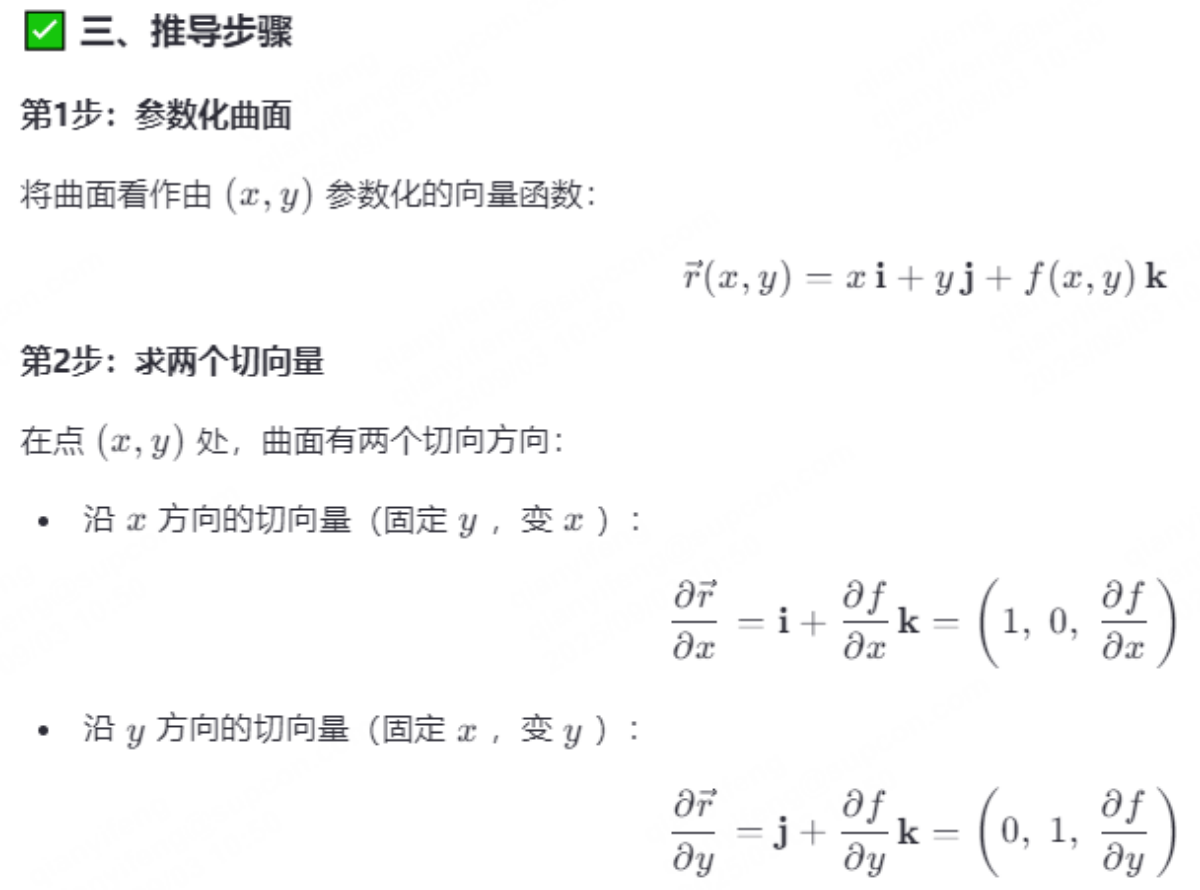 ✅ 三、推导步骤
第1步：参数化曲面
将曲面看作由 (x, y) 参数化的向量函数：
$\vec{r}(x, y) = x\,\mathbf{i} + y\,\mathbf{j} + f(x, y)\,\mathbf{k}$
第2步：求两个切向量
在点 (x, y) 处，曲面有两个切向方向：
• 沿 x 方向的切向量（固定 y ，变 x ）：
$\frac{\partial \vec{r}}{\partial x} = \mathbf{i} + \frac{\partial f}{\partial x}\mathbf{k} = \left(1,\ 0,\ \frac{\partial f}{\partial x}\right)$
• 沿 y 方向的切向量（固定 x ，变 y ）：
$\frac{\partial \vec{r}}{\partial y} = \mathbf{j} + \frac{\partial f}{\partial y}\mathbf{k} = \left(0,\ 1,\ \frac{\partial f}{\partial y}\right)$